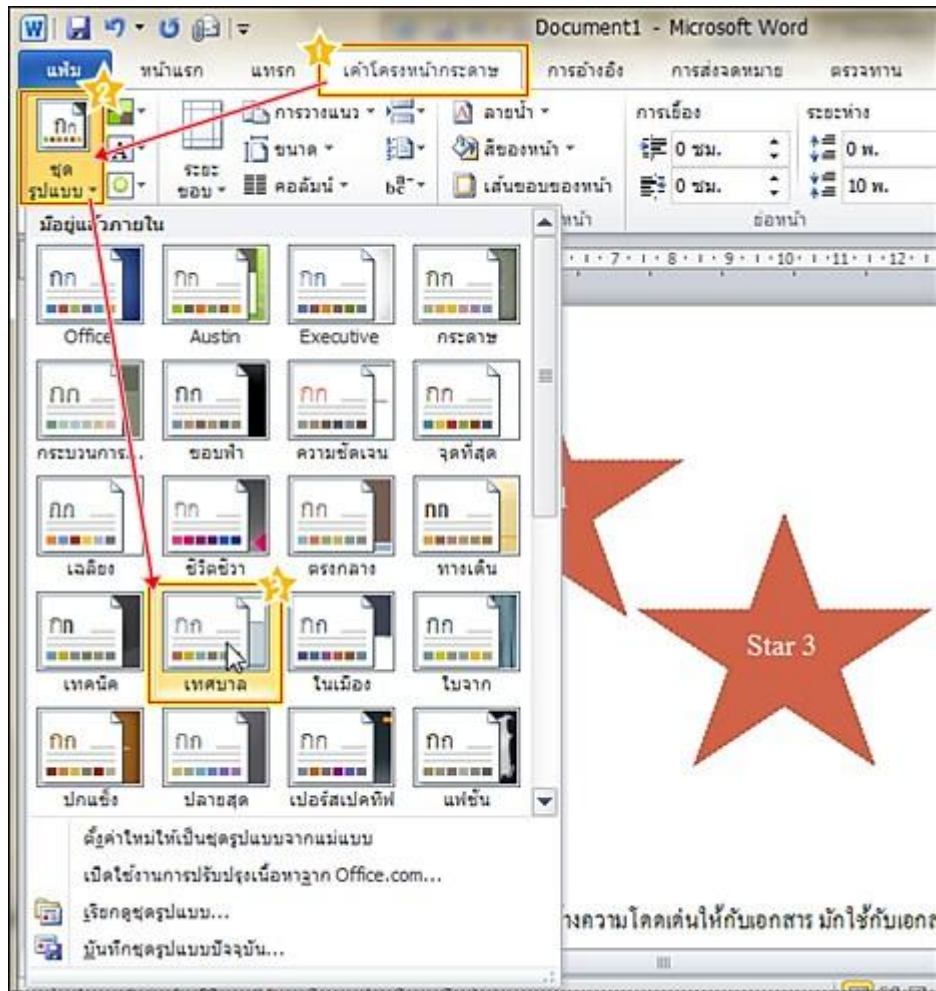 Document1 - Microsoft Word
1
แฟ้ม หน้าแรก แทรก เค้าโครงหน้ากระดาษ การอ้างอิง การส่งจดหมาย ตรวจทาน
2
ชุดรูปแบบ
ระยะขอบ
การวางแนว
ขนาด
คอลัมน์
ลายน้ำ
สีของหน้า
เส้นขอบของหน้า
การเยื้อง
0 ซม.
0 ซม.
ระยะห่าง
0 พ.
10 พ.
หน้า
ย่อหน้า
7 8 9 10 11 12
มีอยู่แล้วภายใน
Office Austin Executive กระดาษ
กระบวนการ... ขอบฟ้า ความชัดเจน จุดที่สุด
เฉลียง ชีวิตชีวา ตรงกลาง ทางเดิน
3
เทคนิค เทศบาล ในเมือง ใบจาก
ปกแข็ง ปลายสุด เปอร์สเปคทีฟ แฟชั่น
ตั้งค่าใหม่ให้เป็นชุดรูปแบบจากแม่แบบ
เปิดใช้งานการปรับปรุงเนื้อหาจาก Office.com...
เรียกดูชุดรูปแบบ...
บันทึกชุดรูปแบบปัจจุบัน...
Star 3
างความโดดเด่นให้กับเอกสาร มักใช้กับเอกส